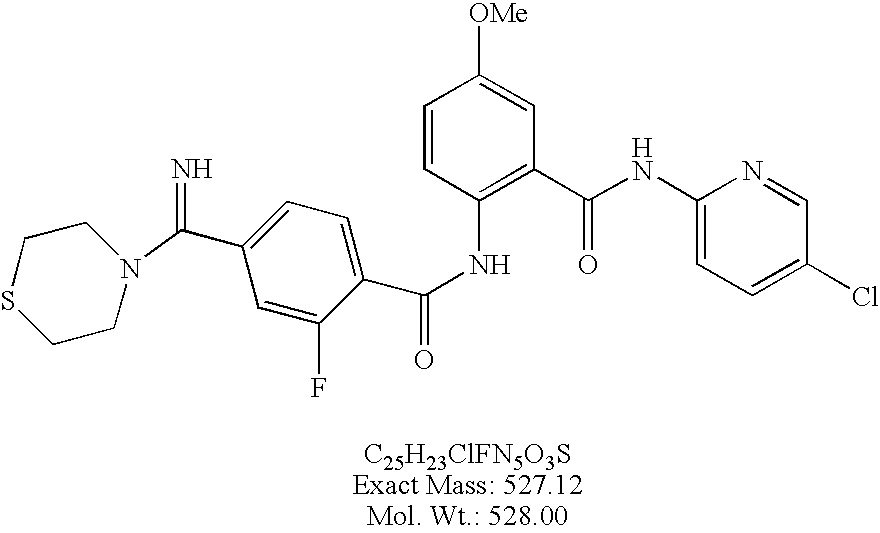 OMe
H
NH
N
N
N
NH
S
O
Cl
O
F
C₂₅H₂₃ClFN₅O₃S
Exact Mass: 527.12
Mol. Wt.: 528.00